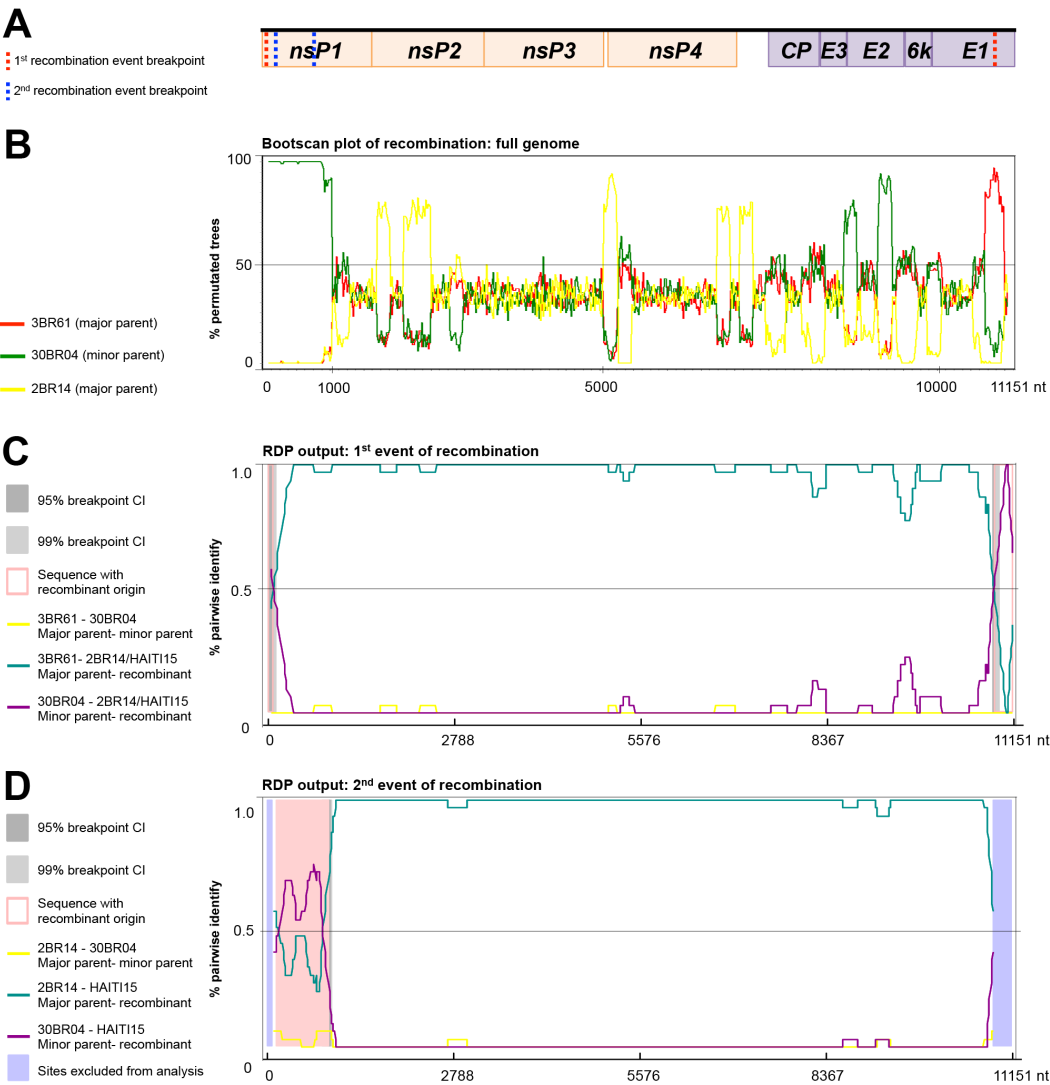 A
nsP1 nsP2 nsP3 nsP4 CP E3 E2 6k E1
1st recombination event breakpoint
2nd recombination event breakpoint
B
Bootscan plot of recombination: full genome
% permutated trees
100
50
0
0 1000 5000 10000 11151 nt
3BR61 (major parent)
30BR04 (minor parent)
2BR14 (major parent)
C
RDP output: 1st event of recombination
95% breakpoint CI
99% breakpoint CI
Sequence with
recombinant origin
3BR61 - 30BR04
Major parent- minor parent
3BR61- 2BR14/HAITI15
Major parent- recombinant
30BR04 - 2BR14/HAITI15
Minor parent- recombinant
% pairwise identify
1.0
0.5
0
0 2788 5576 8367 11151 nt
D
RDP output: 2nd event of recombination
95% breakpoint CI
99% breakpoint CI
Sequence with
recombinant origin
2BR14 - 30BR04
Major parent- minor parent
2BR14 - HAITI15
Major parent- recombinant
30BR04 - HAITI15
Minor parent- recombinant
Sites excluded from analysis
% pairwise identify
1.0
0.5
0
0 2788 5576 8367 11151 nt